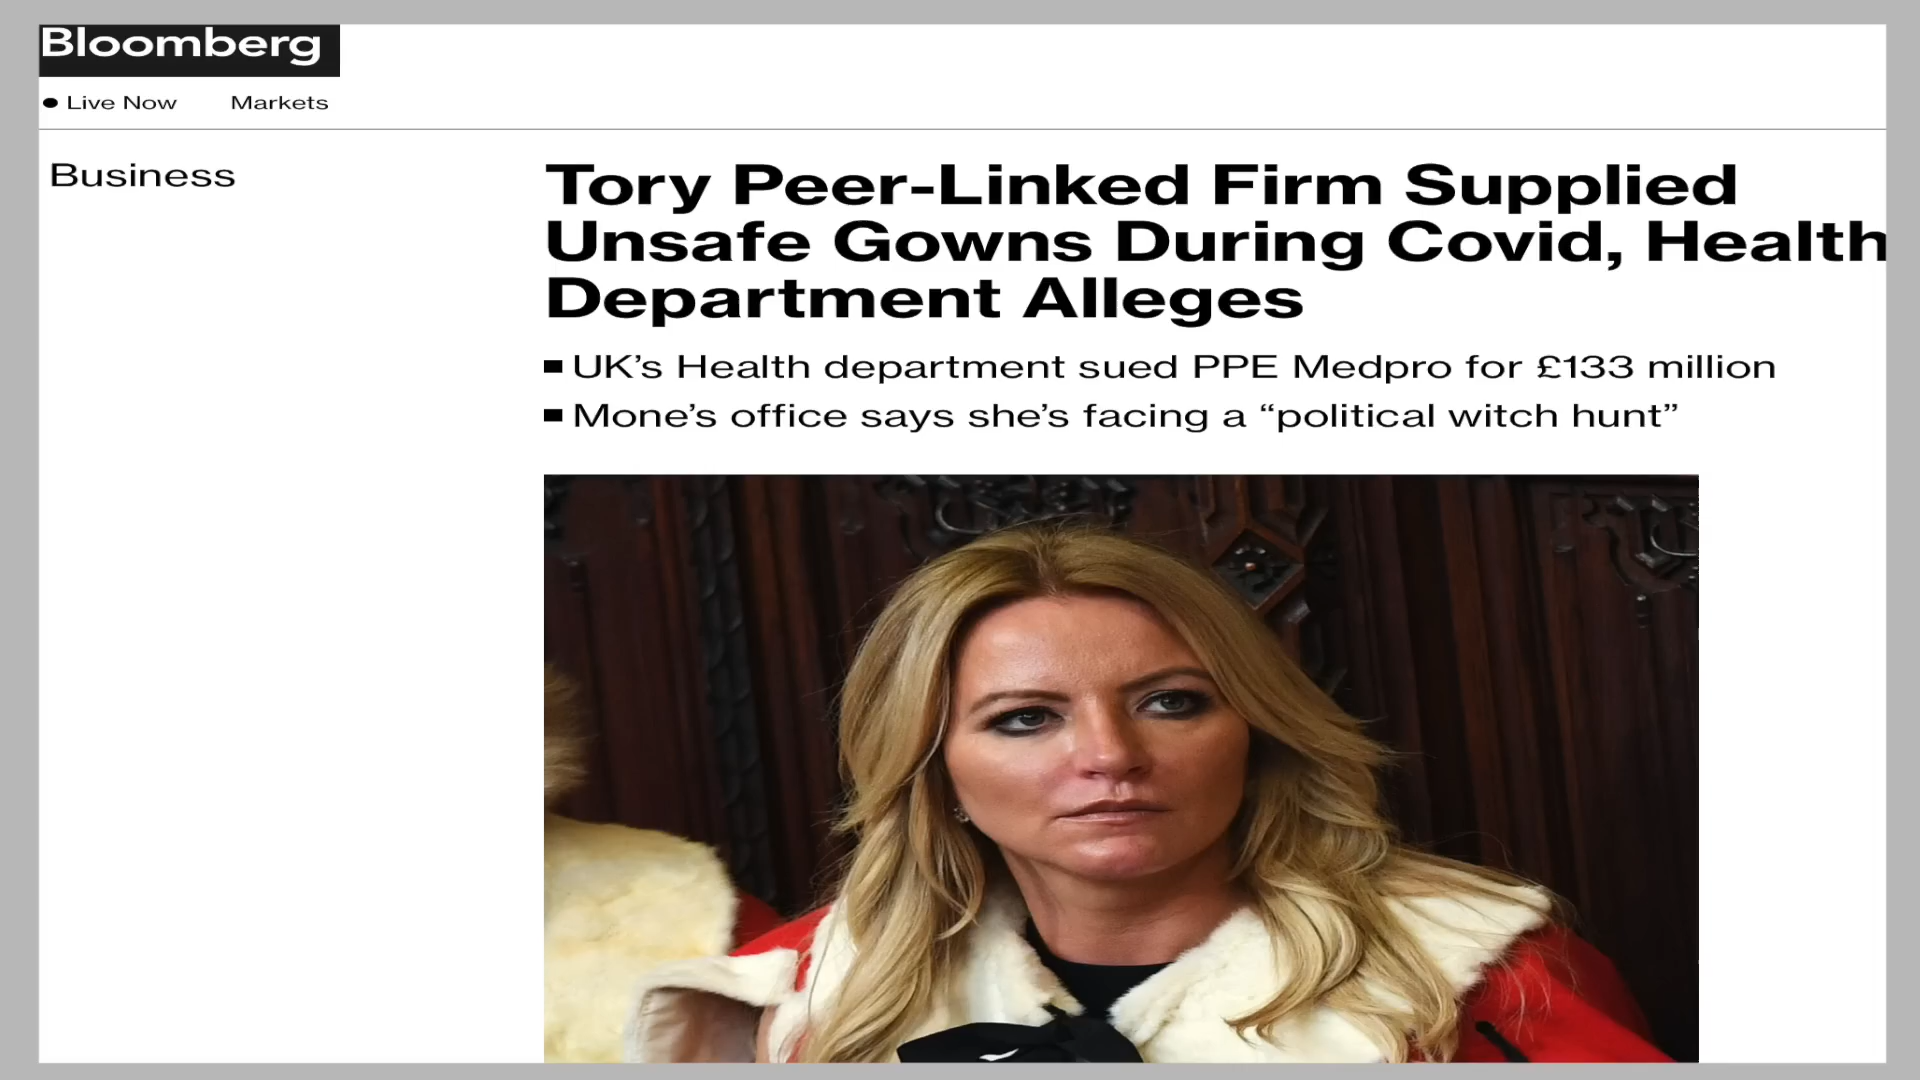 Bloomberg
Live Now Markets
Business
Tory Peer-Linked Firm Supplied
Unsafe Gowns During Covid, Health
Department Alleges
UK’s Health department sued PPE Medpro for £133 million
Mone’s office says she’s facing a “political witch hunt”